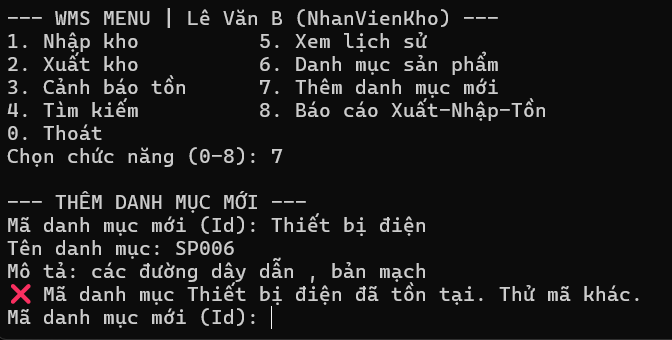 --- WMS MENU | Lê Văn B (NhanVienKho) ---
1. Nhập kho 5. Xem lịch sử
2. Xuất kho 6. Danh mục sản phẩm
3. Cảnh báo tồn 7. Thêm danh mục mới
4. Tìm kiếm 8. Báo cáo Xuất-Nhập-Tồn
0. Thoát
Chọn chức năng (0-8): 7
--- THÊM DANH MỤC MỚI ---
Mã danh mục mới (Id): Thiết bị điện
Tên danh mục: SP006
Mô tả: các đường dây dẫn , bản mạch
❌ Mã danh mục Thiết bị điện đã tồn tại. Thử mã khác.
Mã danh mục mới (Id):